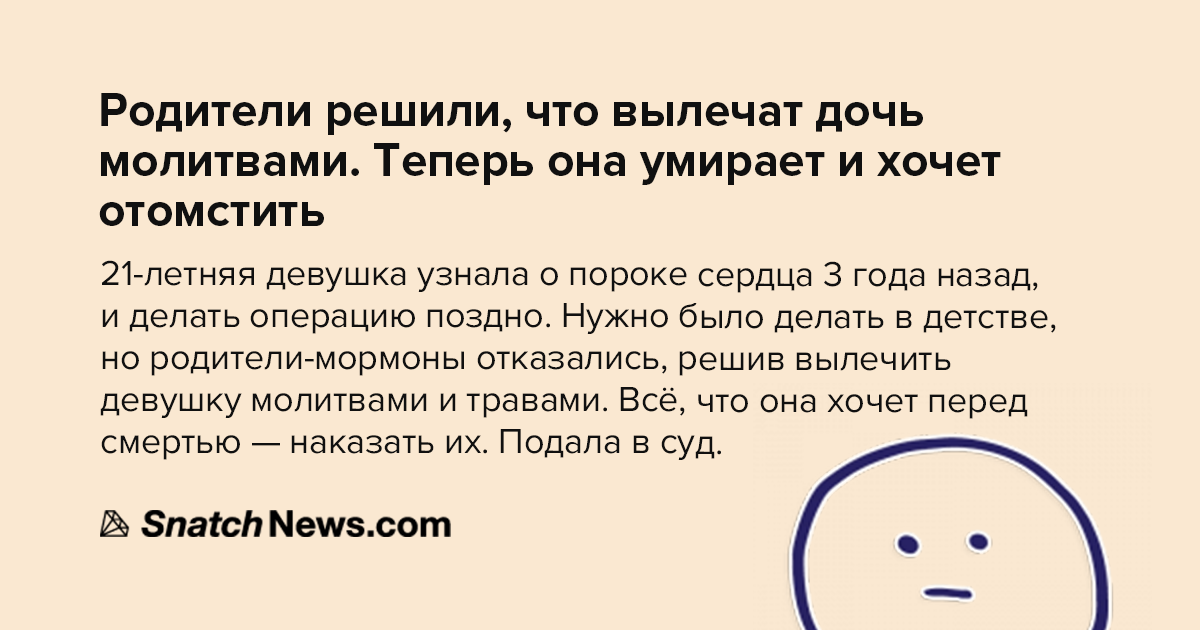 Родители решили, что вылечат дочь
молитвами. Теперь она умирает и хочет
отомстить
21-летняя девушка узнала о пороке сердца 3 года назад,
и делать операцию поздно. Нужно было делать в детстве,
но родители-мормоны отказались, решив вылечить
девушку молитвами и травами. Всё, что она хочет перед
смертью — наказать их. Подала в суд.
Snatch News.com